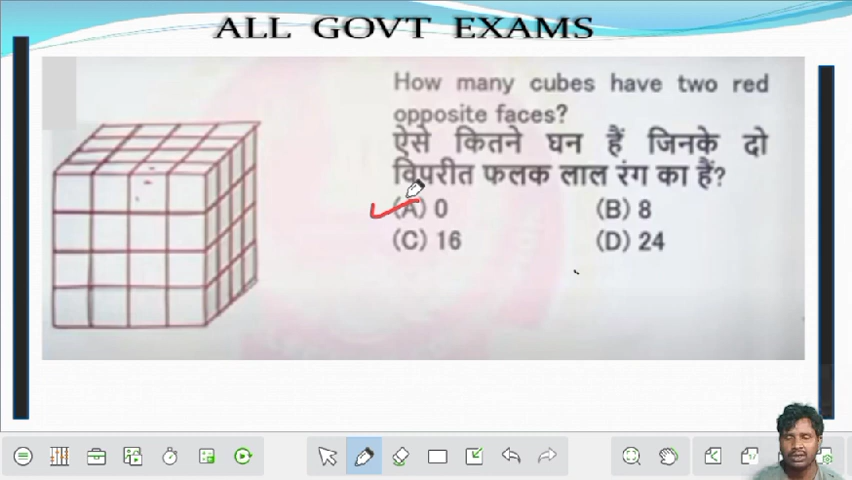 ALL GOVT EXAMS
How many cubes have two red
opposite faces?
ऐसे कितने घन हैं जिनके दो
विपरीत फलक लाल रंग का हैं?
(A) 0 (B) 8
(C) 16 (D) 24